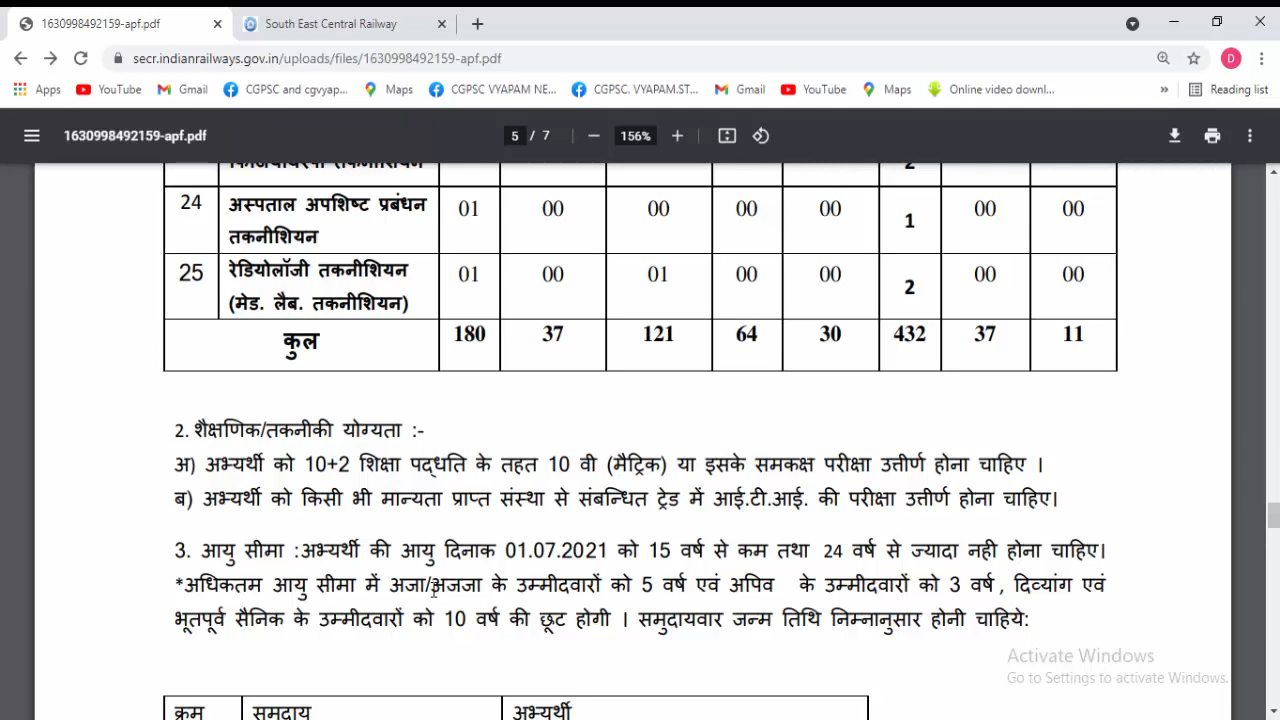 1630998492159-apf.pdf
South East Central Railway
secr.indianrailways.gov.in/uploads/files/1630998492159-apf.pdf
D
Apps YouTube Gmail CGPSC and cgvyap... Maps CGPSC VYAPAM NE... CGPSC. VYAPAM.ST... Gmail YouTube Maps Online video downl... » Reading list
1630998492159-apf.pdf 5 / 7 156%
तकनीशियन 2
24 अस्पताल अपशिष्ट प्रबंधन तकनीशियन 01 00 00 00 00 1 00 00
25 रेडियोलॉजी तकनीशियन (मेड. लैब. तकनीशियन) 01 00 01 00 00 2 00 00
कुल 180 37 121 64 30 432 37 11
2. शैक्षणिक/तकनीकी योग्यता :-
अ) अभ्यर्थी को 10+2 शिक्षा पद्धति के तहत 10 वी (मैट्रिक) या इसके समकक्ष परीक्षा उत्तीर्ण होना चाहिए ।
ब) अभ्यर्थी को किसी भी मान्यता प्राप्त संस्था से संबन्धित ट्रेड में आई.टी.आई. की परीक्षा उत्तीर्ण होना चाहिए।
3. आयु सीमा :अभ्यर्थी की आयु दिनाक 01.07.2021 को 15 वर्ष से कम तथा 24 वर्ष से ज्यादा नही होना चाहिए।
*अधिकतम आयु सीमा में अजा/अजजा के उम्मीदवारों को 5 वर्ष एवं अपिव के उम्मीदवारों को 3 वर्ष , दिव्यांग एवं
भूतपूर्व सैनिक के उम्मीदवारों को 10 वर्ष की छूट होगी । समुदायवार जन्म तिथि निम्नानुसार होनी चाहिये:
Activate Windows
Go to Settings to activate Windows.
क्रम समुदाय अभ्यर्थी